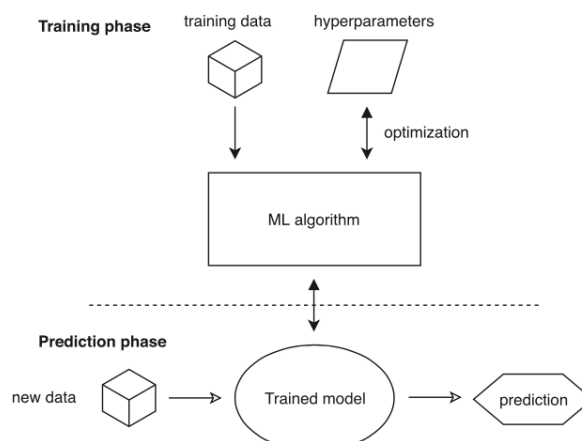 Training phase
training data
hyperparameters
optimization
ML algorithm
Prediction phase
new data
Trained model
prediction